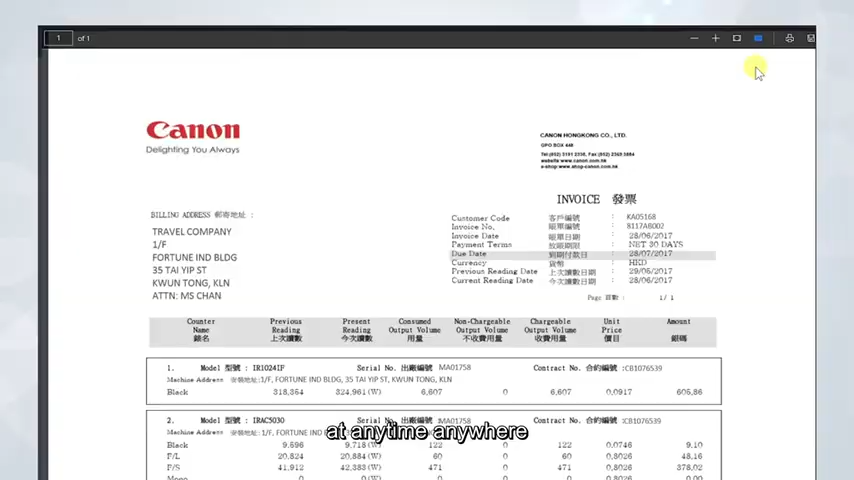 1 of 1
Canon
Delighting You Always
CANON HONGKONG CO., LTD.
GPO BOX 448
website www.canon.com.hk
e-shop www.shop-canon.com.hk
INVOICE 發票
BILLING ADDRESS 郵寄地址 :
TRAVEL COMPANY
1/F
FORTUNE IND BLDG
35 TAI YIP ST
KWUN TONG, KLN
ATTN: MS CHAN
Customer Code 客戶編號 : KA05168
Invoice No. 賬單編號 : 8117A8002
Invoice Date 賬單日期 : 28/06/2017
Payment Terms 放賬期限 : NET 30 DAYS
Due Date 到期付款日 : 28/07/2017
Currency 貨幣 : HKD
Previous Reading Date 上次讀數日期 : 29/05/2017
Current Reading Date 今次讀數日期 : 28/06/2017
Page 頁數 : 1/ 1
Counter Previous Present Consumed Non-Chargeable Chargeable Unit Amount
Name Reading Reading Output Volume Output Volume Output Volume Price
錶名 上次讀數 今次讀數 用量 不收費用量 收費用量 價目 銀碼
1. Model 型號 : IR1024IF Serial No. 出廠編號 MA01758 Contract No. 合約編號 :CB1076539
Machine Address 安裝地址 :1/F, FORTUNE IND BLDG, 35 TAI YIP ST, KWUN TONG, KLN
Black 318,354 324,961 (W) 6,607 0 6,607 0.0917 605.86
2. Model 型號 : IRAC5030 Serial No. 出廠編號 :MA01758 Contract No. 合約編號 :CB1076539
Machine Address 安裝地址 :1/F, FORTUNE IND
at anytime anywhere
Black 9,596 9,718 (W) 122 0 122 0.0746 9.10
P/L 20,824 20,884 (W) 60 0 60 0.8026 48.16
P/S 41,912 42,383 (W) 471 0 471 0.8026 378.02
Mono